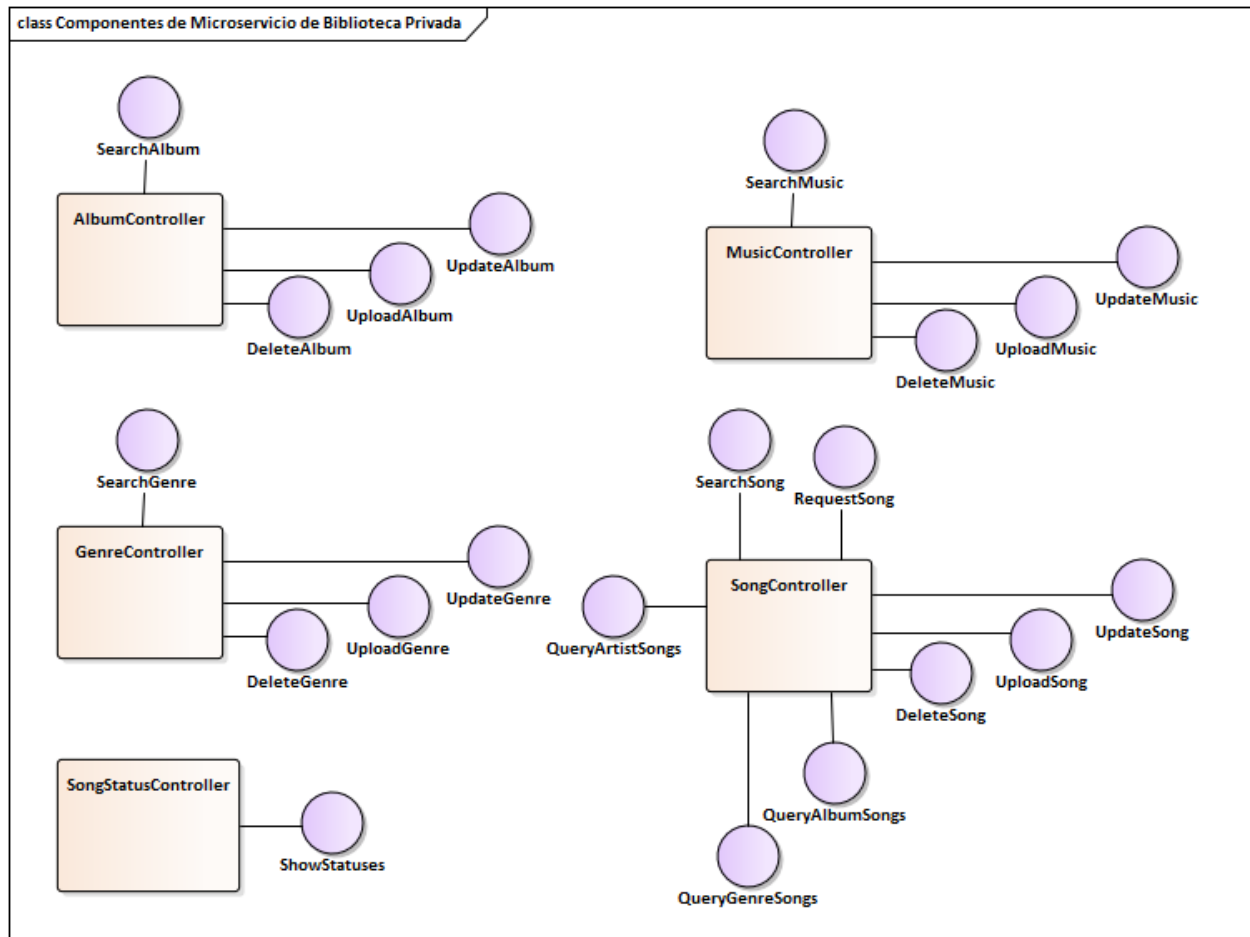 class Componentes de Microservicio de Biblioteca Privada
SearchAlbum
AlbumController
UpdateAlbum
UploadAlbum
DeleteAlbum
SearchMusic
MusicController
UpdateMusic
UploadMusic
DeleteMusic
SearchGenre
GenreController
UpdateGenre
UploadGenre
DeleteGenre
SearchSong
RequestSong
SongController
QueryArtistSongs
UpdateSong
UploadSong
DeleteSong
QueryAlbumSongs
QueryGenreSongs
SongStatusController
ShowStatuses